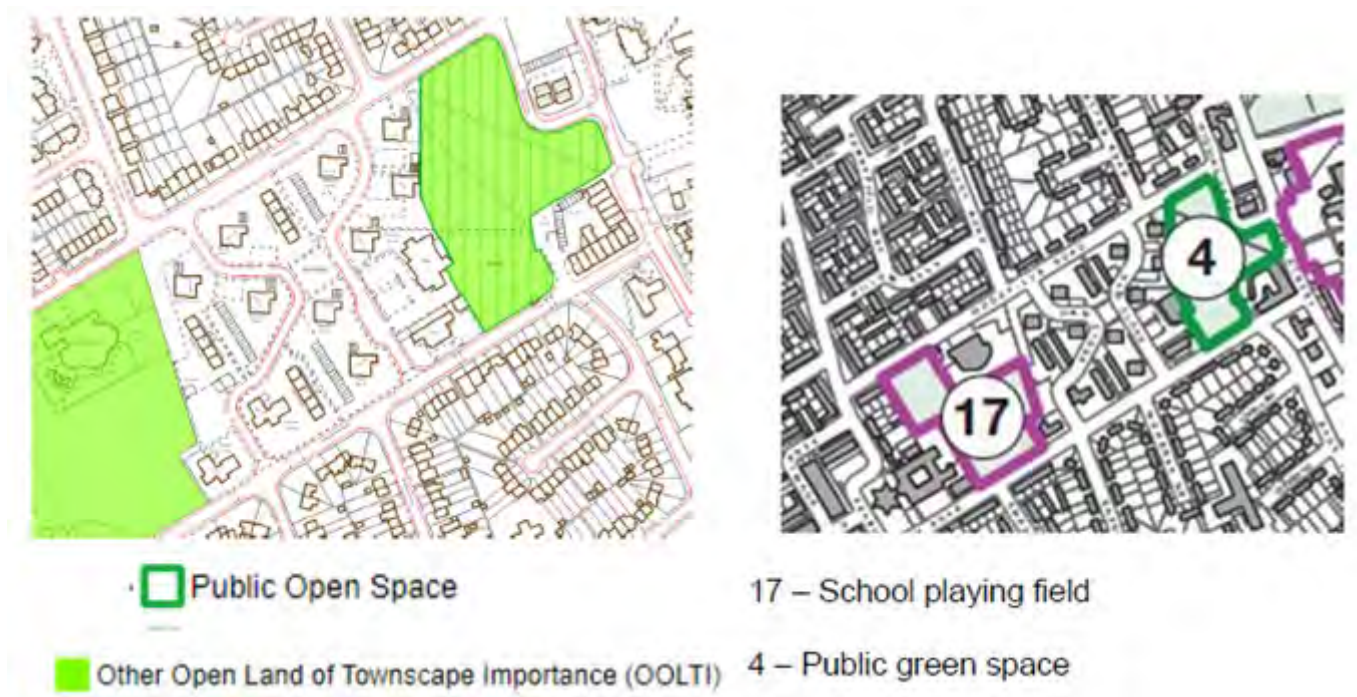 4
17
Public Open Space
17 – School playing field
Other Open Land of Townscape Importance (OOLTI)
4 – Public green space